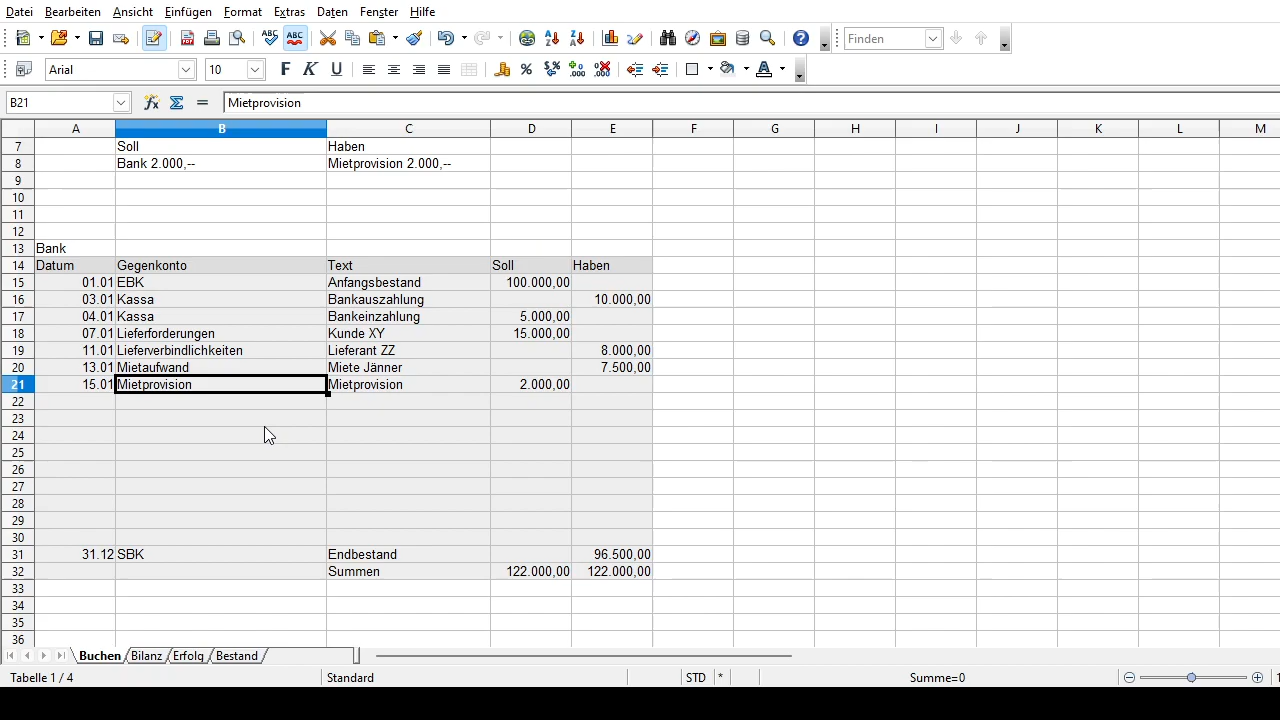 Datei Bearbeiten Ansicht Einfügen Format Extras Daten Fenster Hilfe
ABC ABC Finden
Arial 10 F K U
B21 Mietprovision
A B C D E F G H I J K L M
7 Soll Haben
8 Bank 2.000,-- Mietprovision 2.000,--
9
10
11
12
13 Bank
14 Datum Gegenkonto Text Soll Haben
15 01.01 EBK Anfangsbestand 100.000,00
16 03.01 Kassa Bankauszahlung 10.000,00
17 04.01 Kassa Bankeinzahlung 5.000,00
18 07.01 Lieferforderungen Kunde XY 15.000,00
19 11.01 Lieferverbindlichkeiten Lieferant ZZ 8.000,00
20 13.01 Mietaufwand Miete Jänner 7.500,00
21 15.01 Mietprovision Mietprovision 2.000,00
22
23
24
25
26
27
28
29
30
31 31.12 SBK Endbestand 96.500,00
32 Summen 122.000,00 122.000,00
33
34
35
36
Buchen Bilanz Erfolg Bestand
Tabelle 1 / 4 Standard STD * Summe=0